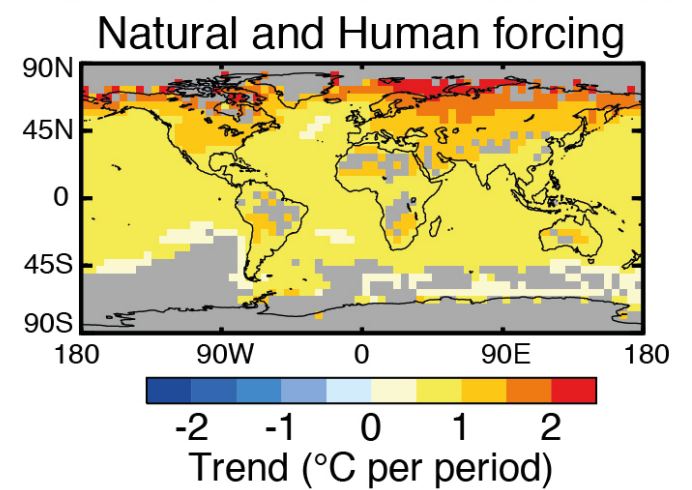 Natural and Human forcing
90N
45N
0
45S
90S
180 90W 0 90E 180
-2 -1 0 1 2
Trend (°C per period)